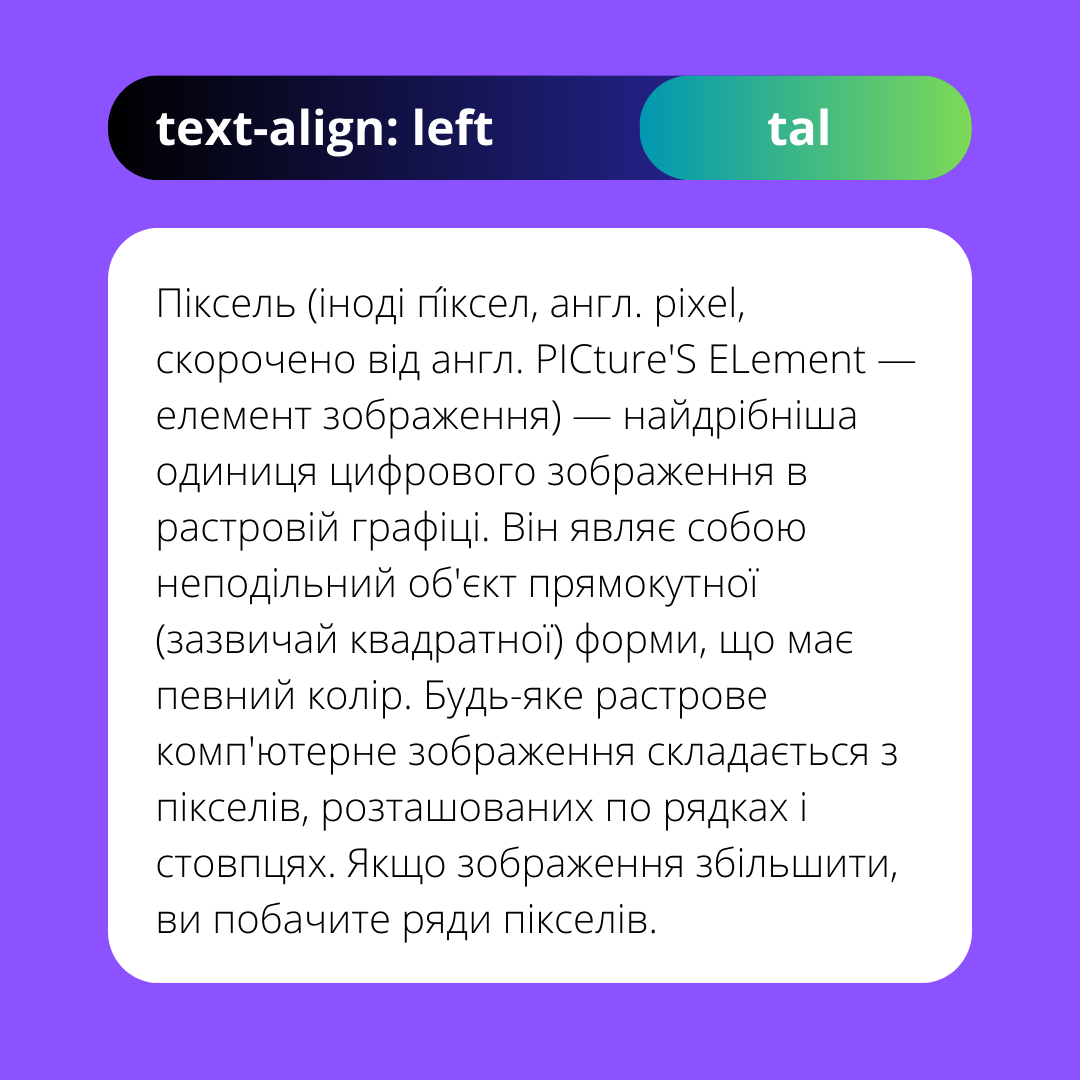 text-align: left
tal
Піксель (іноді пі́ксел, англ. pixel,
скорочено від англ. PICture'S ELement —
елемент зображення) — найдрібніша
одиниця цифрового зображення в
растровій графіці. Він являє собою
неподільний об'єкт прямокутної
(зазвичай квадратної) форми, що має
певний колір. Будь-яке растрове
комп'ютерне зображення складається з
пікселів, розташованих по рядках і
стовпцях. Якщо зображення збільшити,
ви побачите ряди пікселів.